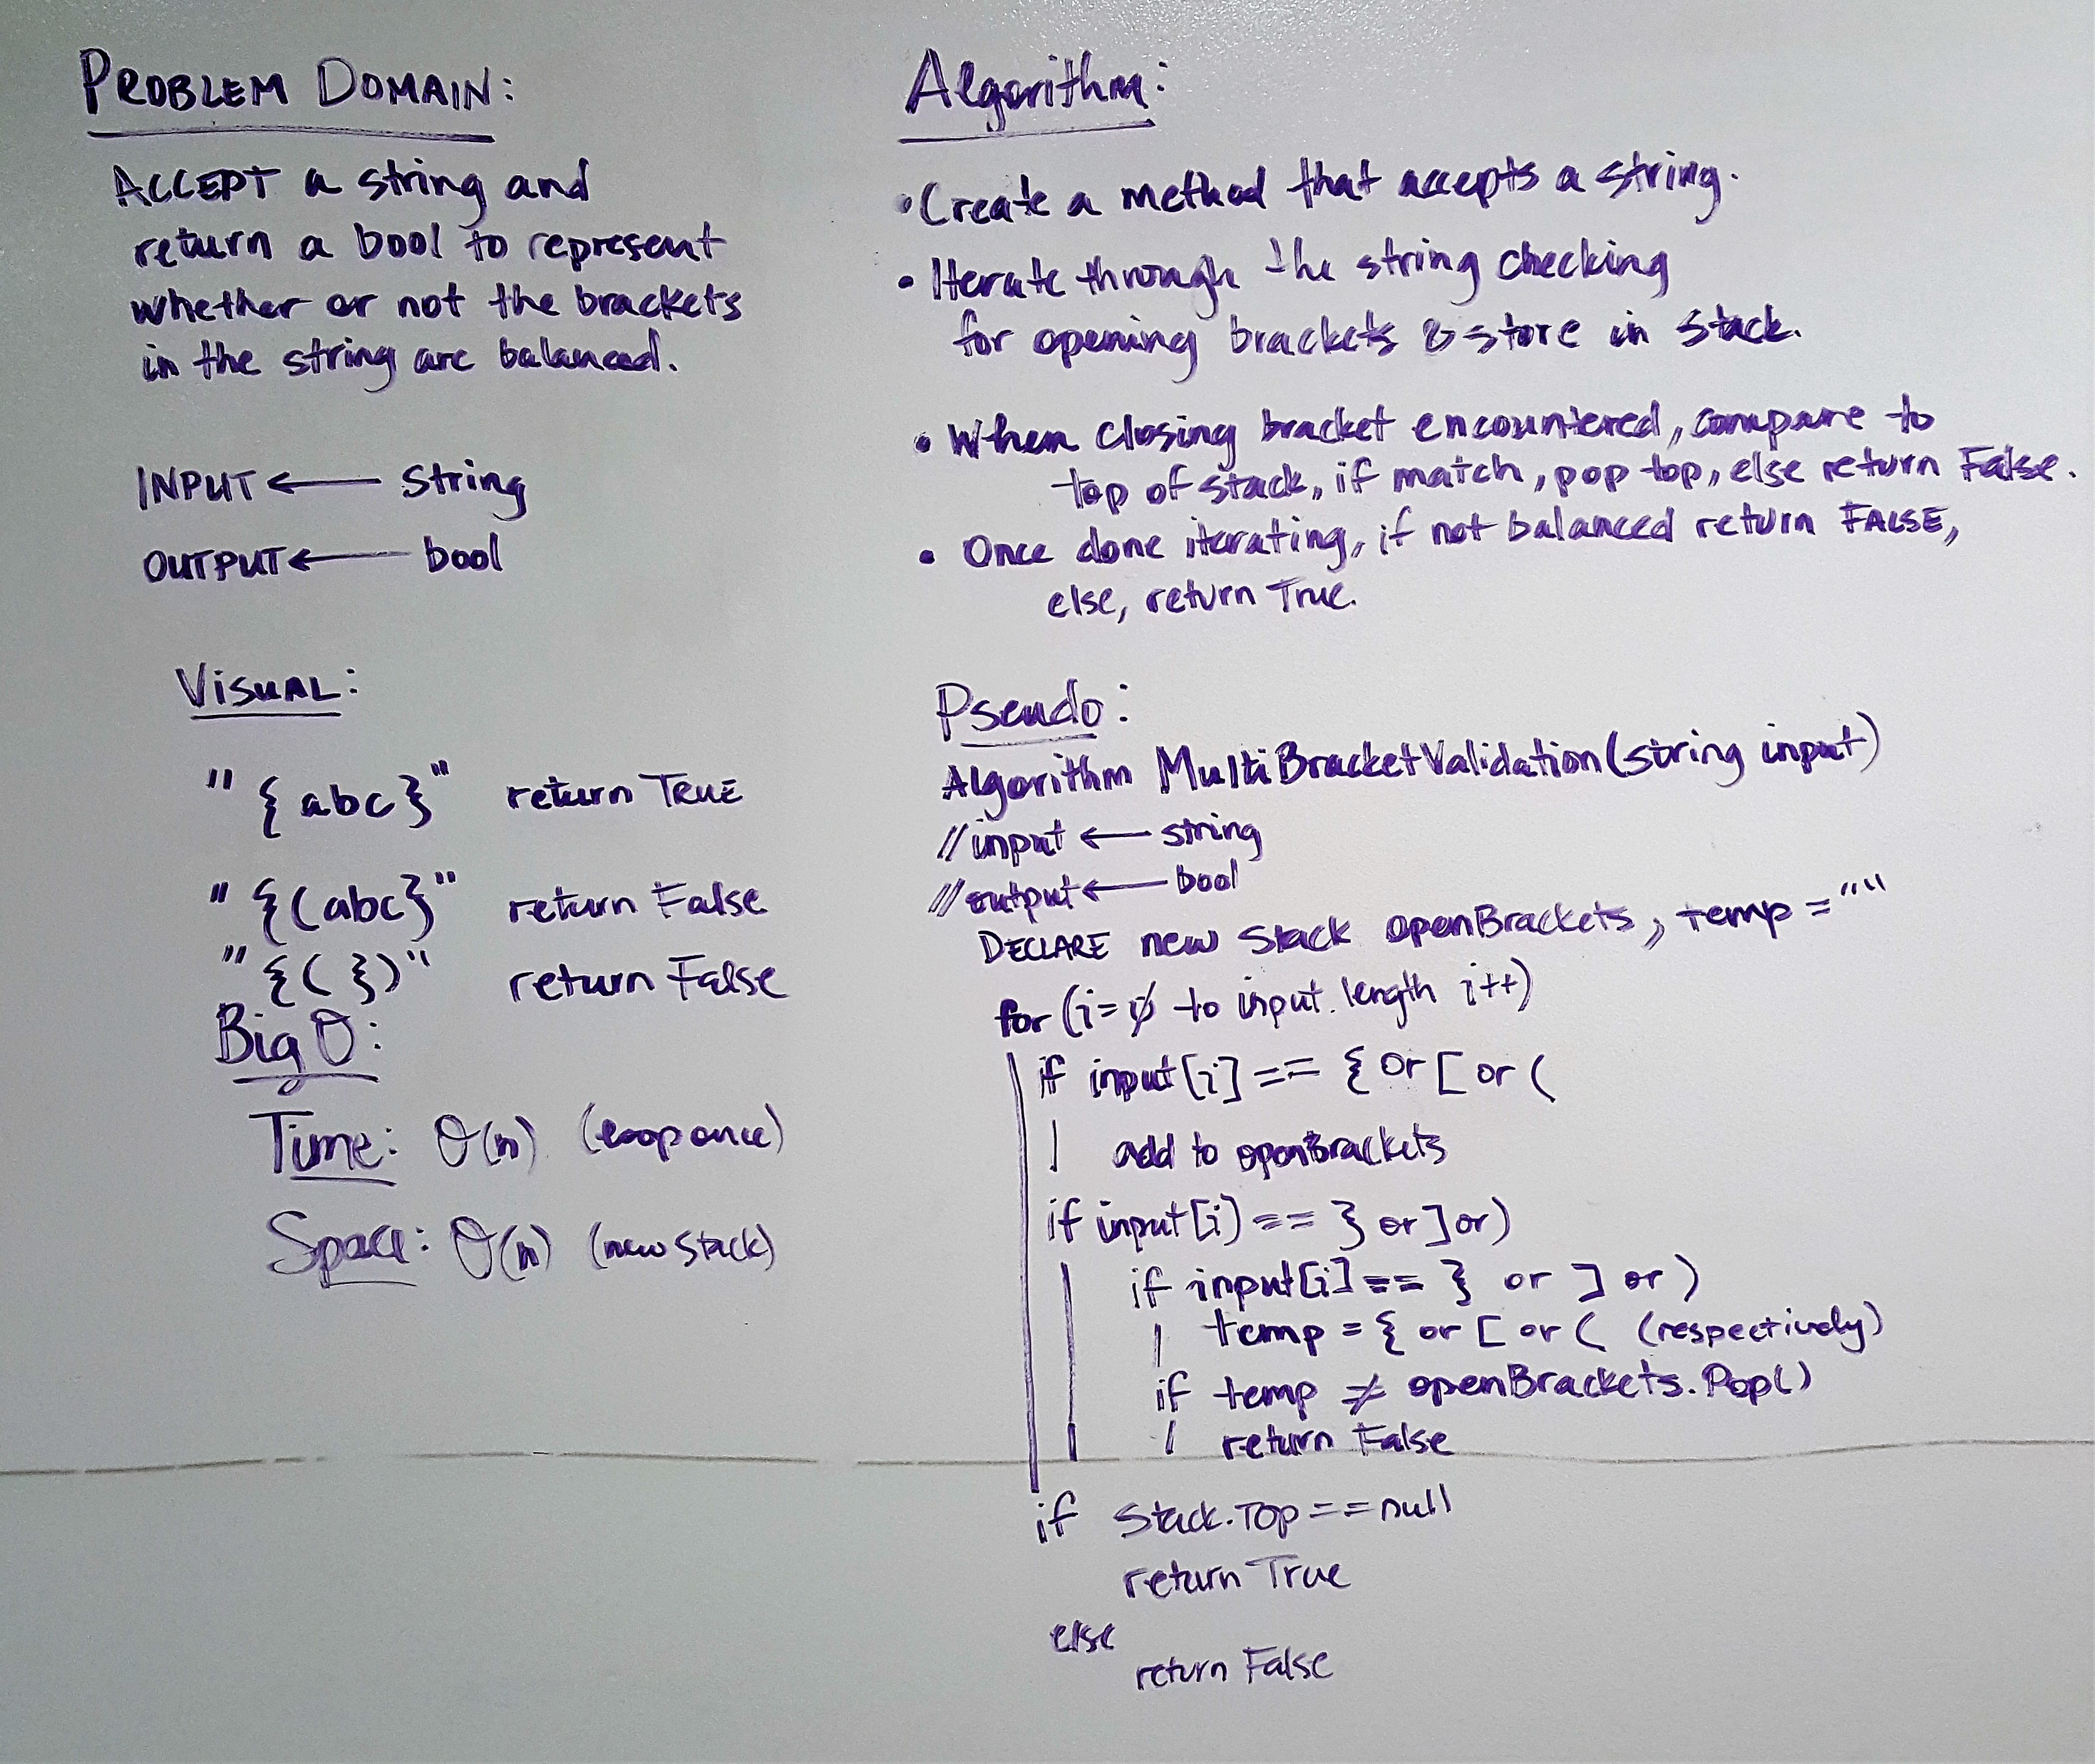 PROBLEM DOMAIN:
ACCEPT a string and
return a bool to represent
whether or not the brackets
in the string are balanced.
INPUT ← String
OUTPUT ← bool
VISUAL:
"{abc}" return TRUE
"{(abc}" return False
"{(})" return False
Big O:
Time: O(n) (loop once)
Space: O(n) (new stack)
Algorithm:
• Create a method that accepts a string.
• Iterate through the string checking
for opening brackets & store in stack.
• When closing bracket encountered, compare to
top of stack, if match, pop top, else return False.
• Once done iterating, if not balanced return FALSE,
else, return True.
Pseudo:
Algorithm MultiBracketValidation(string input)
//input ← string
//output ← bool
DECLARE new Stack openBrackets, temp = ""
for (i=0 to input.length i++)
if input[i] == { or [ or (
add to openBrackets
if input[i] == } or ] or )
if input[i] == } or ] or )
temp = { or [ or ( (respectively)
if temp ≠ openBrackets.Pop()
return False
if Stack.Top == null
return True
else
return False